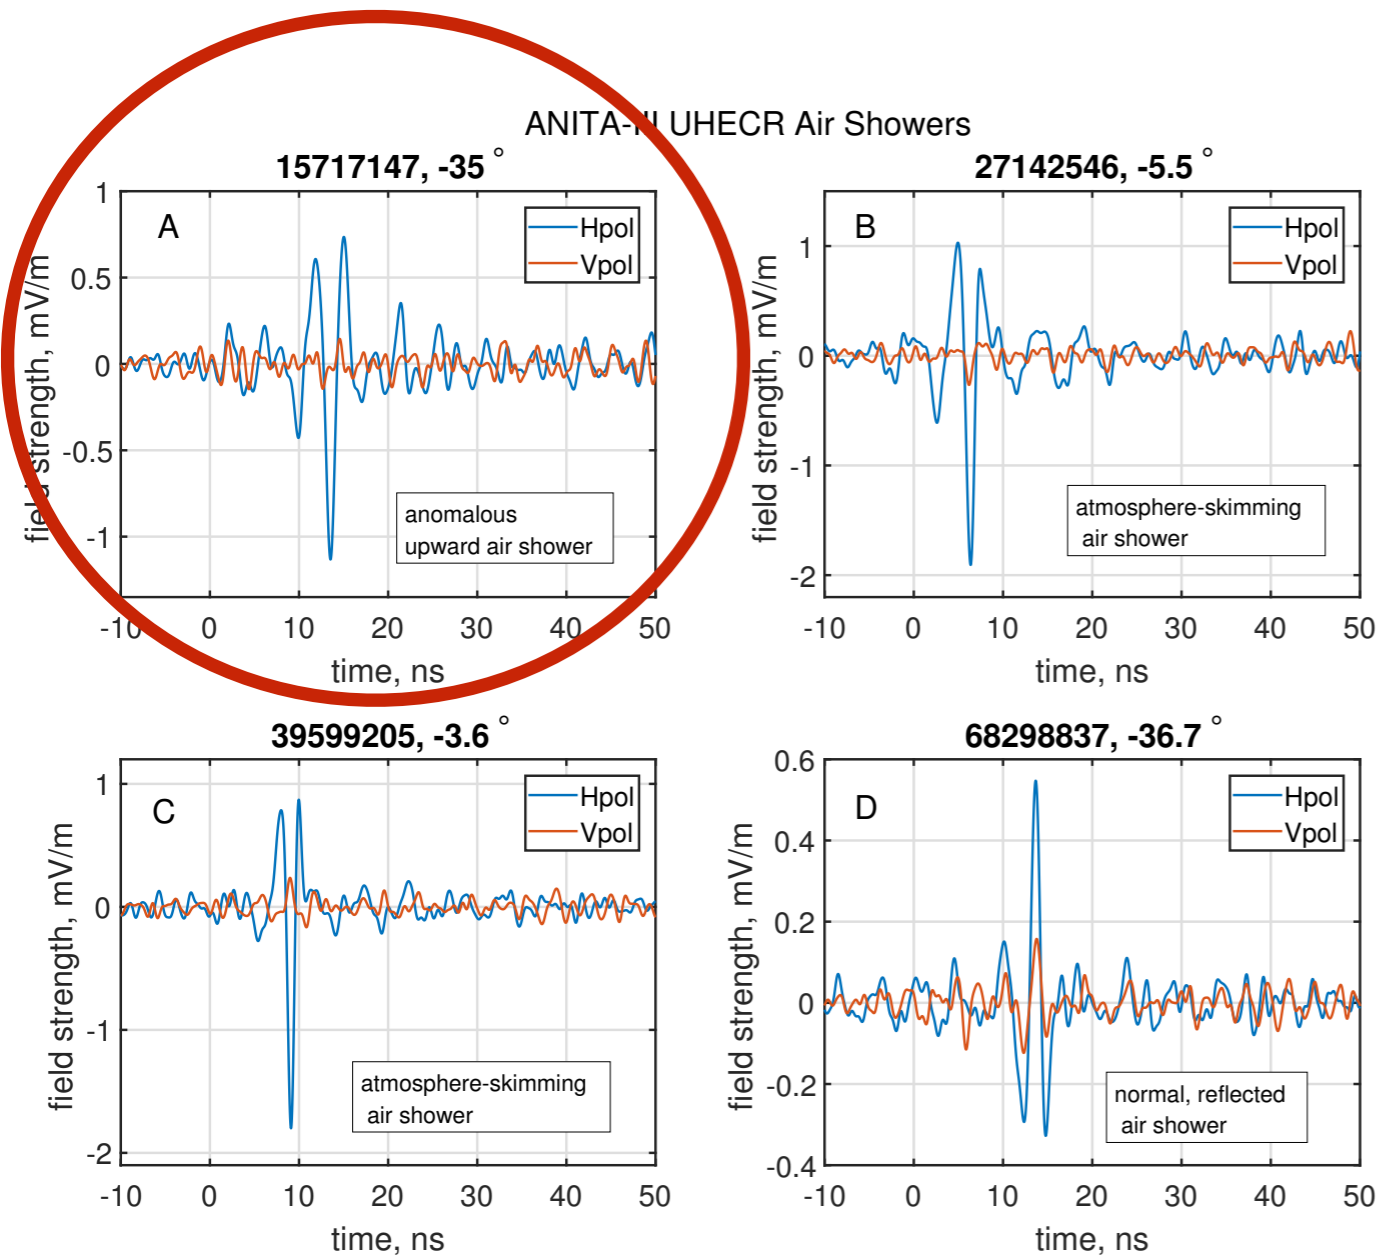 ANITA-III UHECR Air Showers
15717147, -35 °
A
Hpol
Vpol
1
0.5
0
-0.5
-1
field strength, mV/m
anomalous
upward air shower
-10 0 10 20 30 40 50
time, ns
27142546, -5.5 °
B
Hpol
Vpol
1
0
-1
-2
field strength, mV/m
atmosphere-skimming
air shower
-10 0 10 20 30 40 50
time, ns
39599205, -3.6 °
C
Hpol
Vpol
1
0
-1
-2
field strength, mV/m
atmosphere-skimming
air shower
-10 0 10 20 30 40 50
time, ns
68298837, -36.7 °
D
Hpol
Vpol
0.6
0.4
0.2
0
-0.2
-0.4
field strength, mV/m
normal, reflected
air shower
-10 0 10 20 30 40 50
time, ns